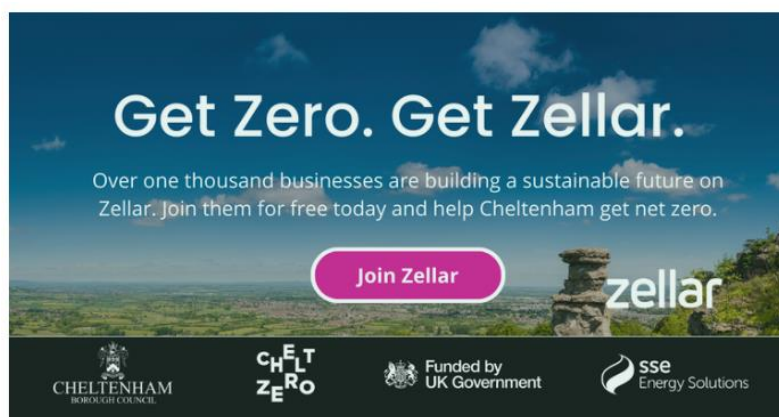 Get Zero. Get Zellar.
Over one thousand businesses are building a sustainable future on
Zellar. Join them for free today and help Cheltenham get net zero.
Join Zellar
zellar
CHELTENHAM
BOROUGH COUNCIL
CHELT
ZERO
Funded by
UK Government
sse
Energy Solutions